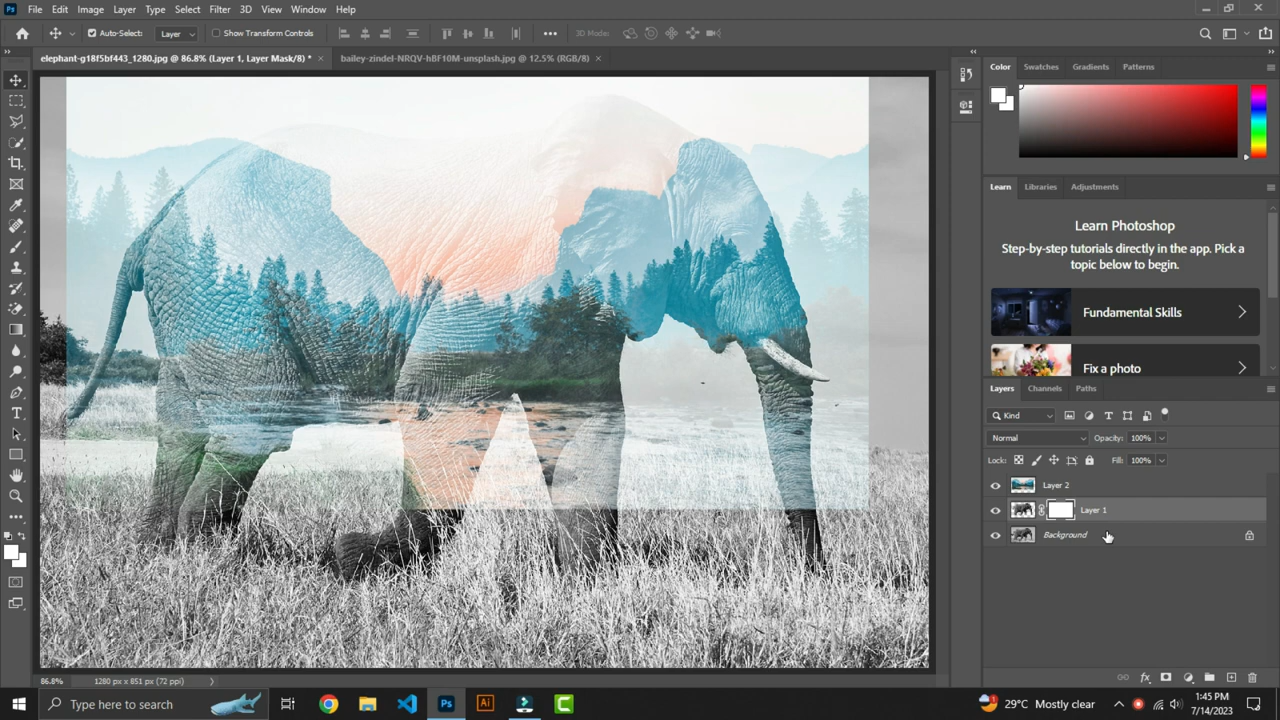 Ps File Edit Image Layer Type Select Filter 3D View Window Help
Auto-Select: Layer Show Transform Controls 3D Mode:
elephant-g18f5bf443_1280.jpg @ 86.8% (Layer 1, Layer Mask/8) * × bailey-zindel-NRQV-hBF10M-unsplash.jpg @ 12.5% (RGB/8) ×
Color Swatches Gradients Patterns
Learn Libraries Adjustments
Learn Photoshop
Step-by-step tutorials directly in the app. Pick a
topic below to begin.
Fundamental Skills
Fix a photo
Layers Channels Paths
Kind
Normal Opacity: 100%
Lock: Fill: 100%
Layer 2
Layer 1
Background
86.8% 1280 px x 851 px (72 ppi)
Type here to search
Ps Ai
29°C Mostly clear
1:45 PM
7/14/2023